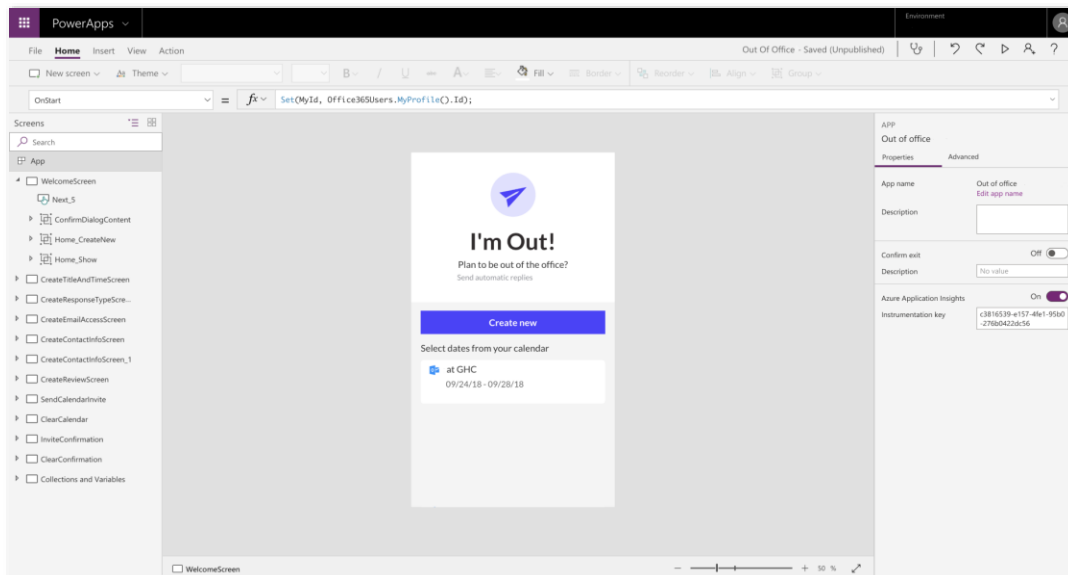 PowerApps
Environment
File Home Insert View Action
Out Of Office - Saved (Unpublished)
New screen Theme B / U A Fill Border Reorder Align Group
OnStart = fx Set(MyId, Office365Users.MyProfile().Id);
Screens
Search
App
WelcomeScreen
Next_5
ConfirmDialogContent
Home_CreateNew
Home_Show
CreateTitleAndTimeScreen
CreateResponseTypeScre...
CreateEmailAccessScreen
CreateContactInfoScreen
CreateContactInfoScreen_1
CreateReviewScreen
SendCalendarInvite
ClearCalendar
InviteConfirmation
ClearConfirmation
Collections and Variables
I'm Out!
Plan to be out of the office?
Send automatic replies
Create new
Select dates from your calendar
at GHC
09/24/18 - 09/28/18
APP
Out of office
Properties Advanced
App name Out of office
Edit app name
Description
Confirm exit Off
Description No value
Azure Application Insights On
Instrumentation key c3816539-e157-4fe1-95b0
-276b0422dc56
WelcomeScreen
50 %